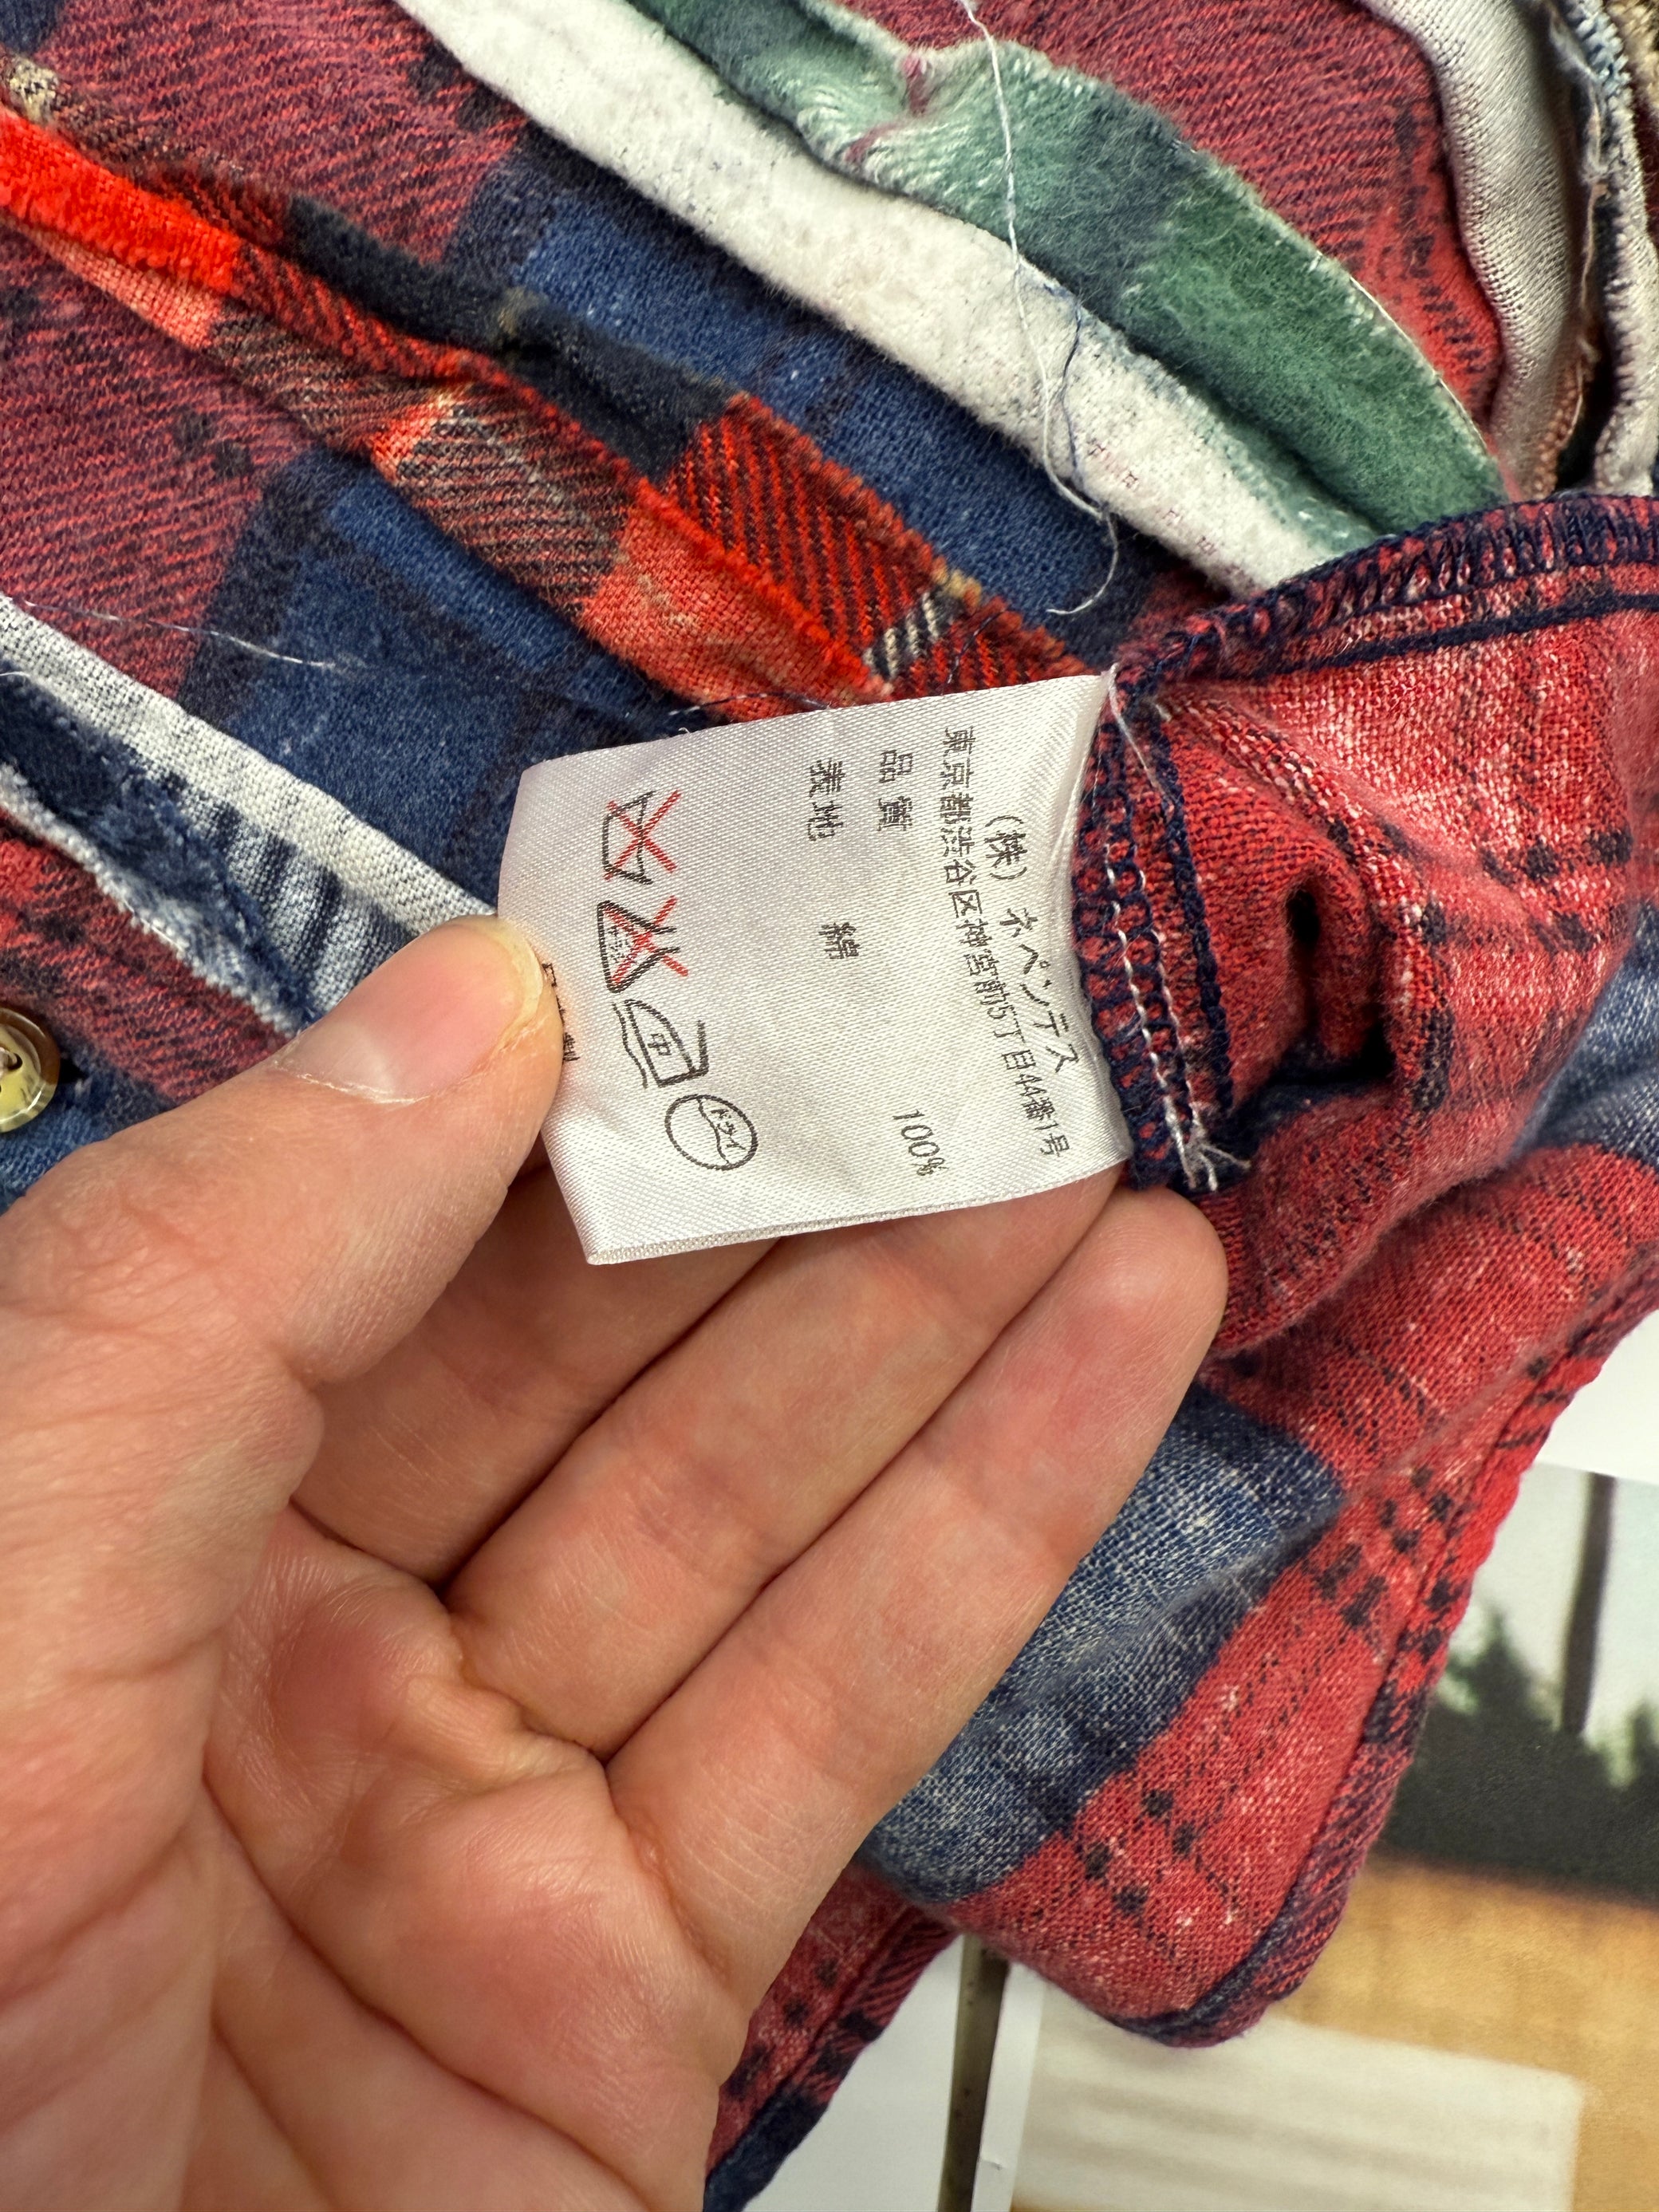 (株) ネペンテス
東京都渋谷区神宮前5丁目44番1号
品質
表地 綿 100%
中
ドライ